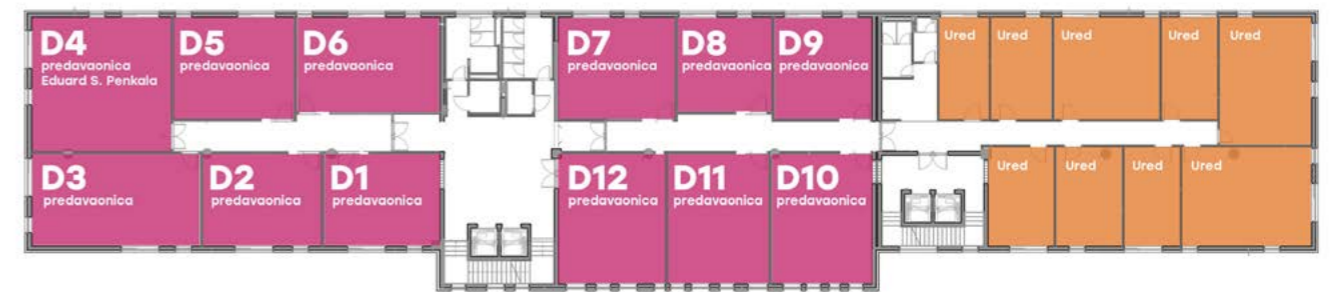 D4
predavaonica
Eduard S. Penkala
D5
predavaonica
D6
predavaonica
D7
predavaonica
D8
predavaonica
D9
predavaonica
Ured
Ured
Ured
Ured
Ured
D3
predavaonica
D2
predavaonica
D1
predavaonica
D12
predavaonica
D11
predavaonica
D10
predavaonica
Ured
Ured
Ured
Ured